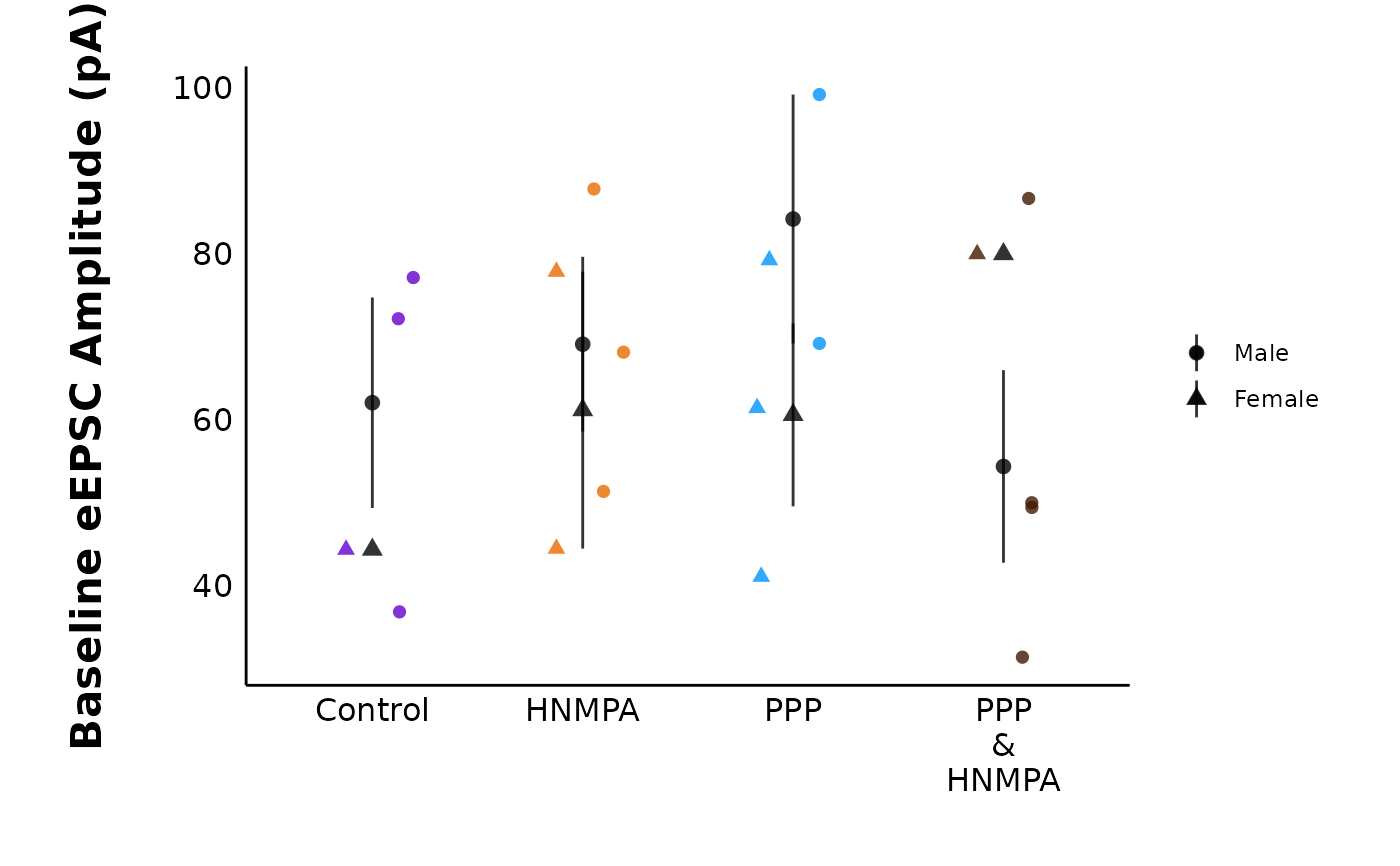 Baseline eEPSC Amplitude (pA)
100
80
60
40
Control
HNMPA
PPP
PPP
&
HNMPA
Male
Female